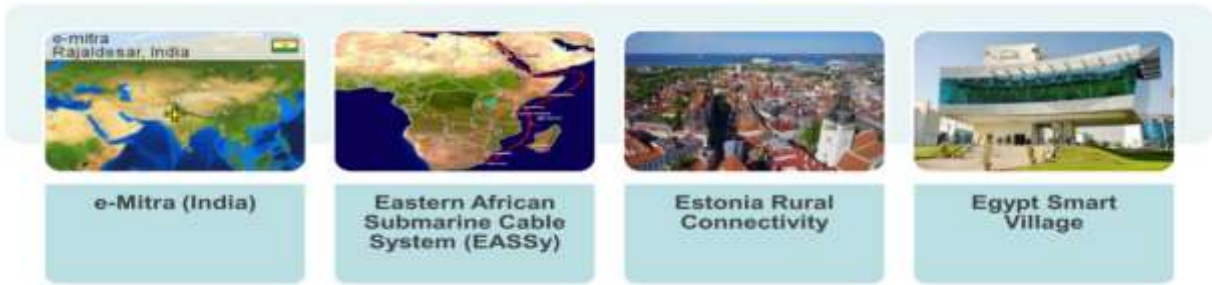 e-mitra
Rajaldesar, India
e-Mitra (India)
Eastern African
Submarine Cable
System (EASSy)
Estonia Rural
Connectivity
Egypt Smart
Village